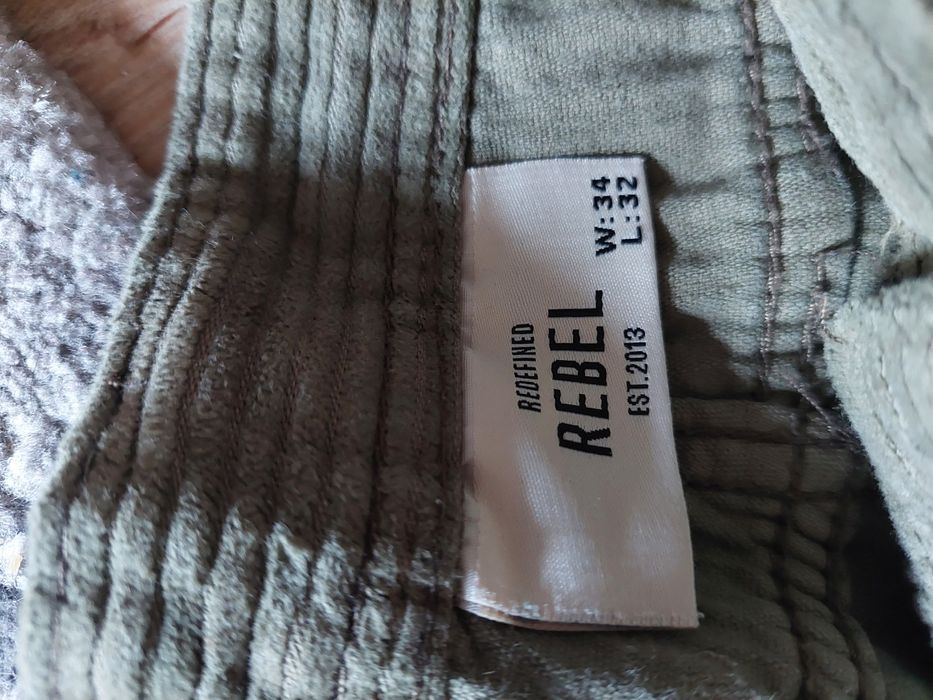 REDEFINED
REBEL
EST.2013
W:34
L:32